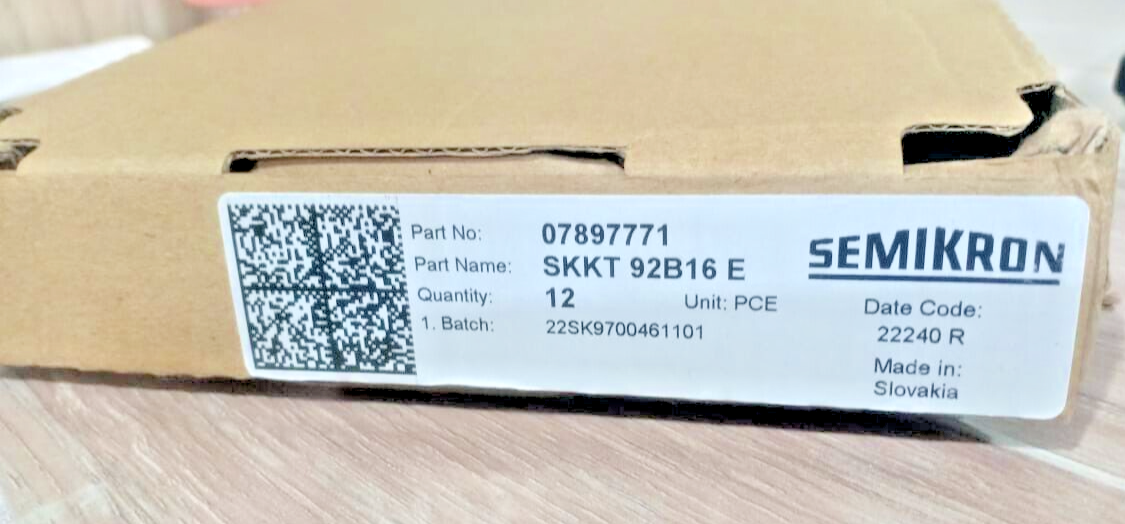 Part No: 07897771
Part Name: SKKT 92B16 E
Quantity: 12 Unit: PCE
1. Batch: 22SK9700461101
SEMIKRON
Date Code:
22240 R
Made in:
Slovakia